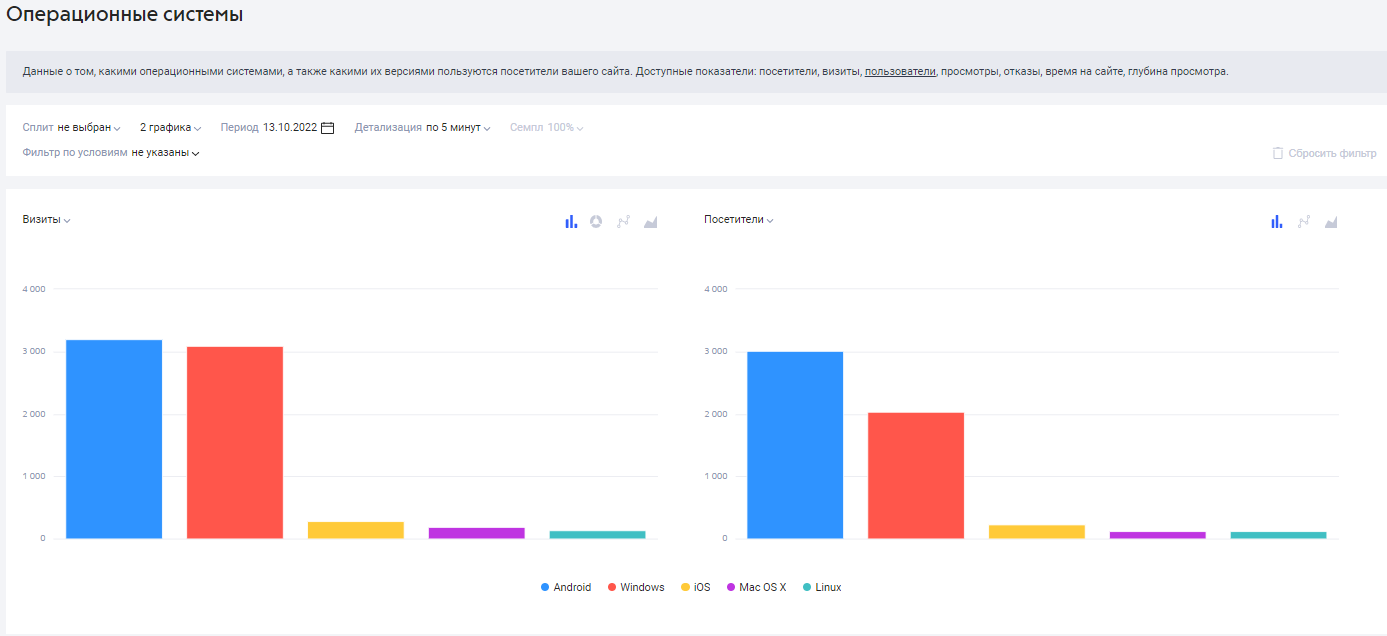 Операционные системы
Данные о том, какими операционными системами, а также какими их версиями пользуются посетители вашего сайта. Доступные показатели: посетители, визиты, пользователи, просмотры, отказы, время на сайте, глубина просмотра.
Сплит не выбран 2 графика Период 13.10.2022 Детализация по 5 минут Семпл 100%
Фильтр по условиям не указаны Сбросить фильтр
Визиты Посетители
4 000 4 000
3 000 3 000
2 000 2 000
1 000 1 000
0 0
Android Windows iOS Mac OS X Linux